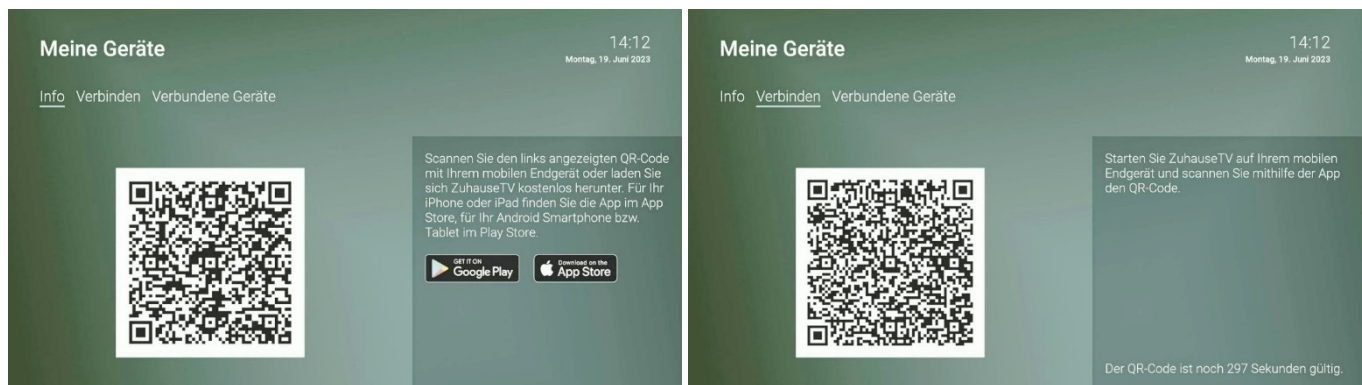 Meine Geräte
14:12
Montag, 19. Juni 2023
Info Verbinden Verbundene Geräte
Scannen Sie den links angezeigten QR-Code
mit Ihrem mobilen Endgerät oder laden Sie
sich ZuhauseTV kostenlos herunter. Für Ihr
iPhone oder iPad finden Sie die App im App
Store, für Ihr Android Smartphone bzw.
Tablet im Play Store.
GET IT ON
Google Play
Download on the
App Store
Meine Geräte
14:12
Montag, 19. Juni 2023
Info Verbinden Verbundene Geräte
Starten Sie ZuhauseTV auf Ihrem mobilen
Endgerät und scannen Sie mithilfe der App
den QR-Code.
Der QR-Code ist noch 297 Sekunden gültig.